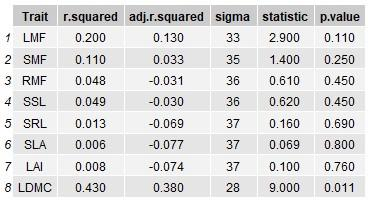 Trait r.squared adj.r.squared sigma statistic p.value
1 LMF 0.200 0.130 33 2.900 0.110
2 SMF 0.110 0.033 35 1.400 0.250
3 RMF 0.048 -0.031 36 0.610 0.450
4 SSL 0.049 -0.030 36 0.620 0.450
5 SRL 0.013 -0.069 37 0.160 0.690
6 SLA 0.006 -0.077 37 0.069 0.800
7 LAI 0.008 -0.074 37 0.100 0.760
8 LDMC 0.430 0.380 28 9.000 0.011